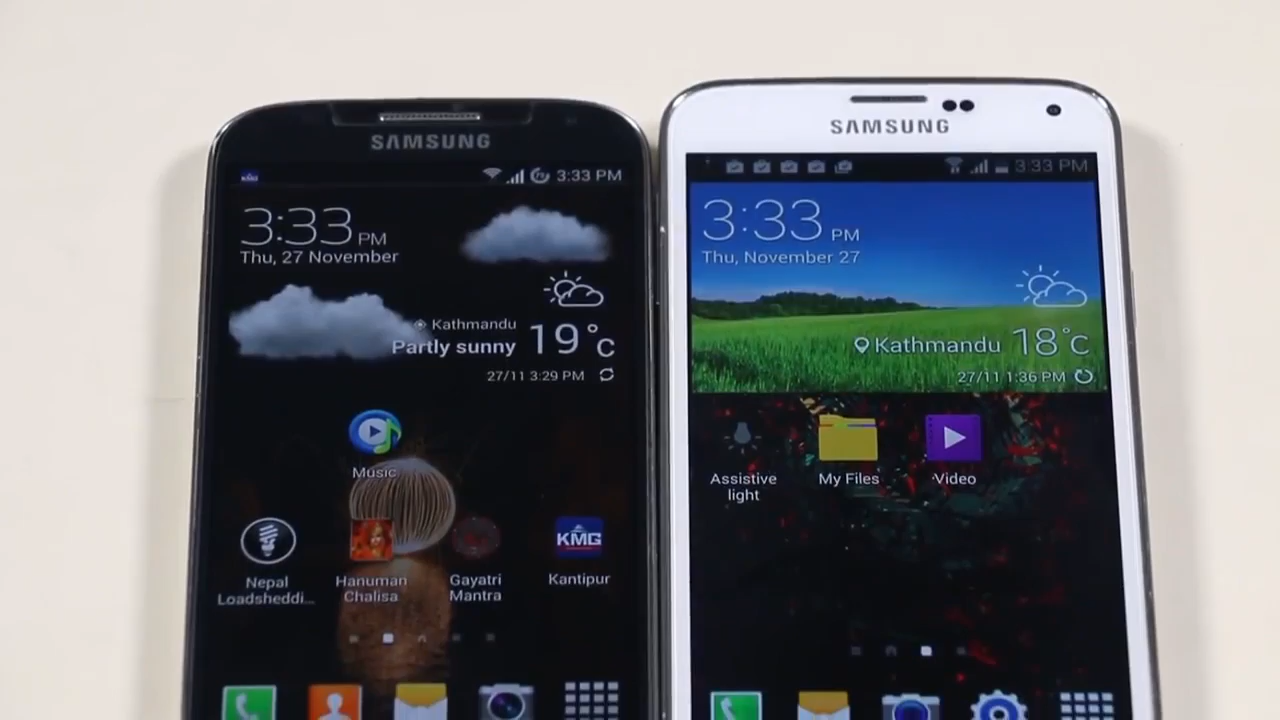 SAMSUNG
3:33 PM
3:33 PM
Thu, 27 November
Kathmandu
Partly sunny
19°C
27/11 3:29 PM
Music
Nepal
Loadsheddi...
Hanuman
Chalisa
Gayatri
Mantra
KMG
Kantipur
SAMSUNG
3:33 PM
3:33 PM
Thu, November 27
Kathmandu 18°C
27/11 1:36 PM
Assistive
light
My Files
Video